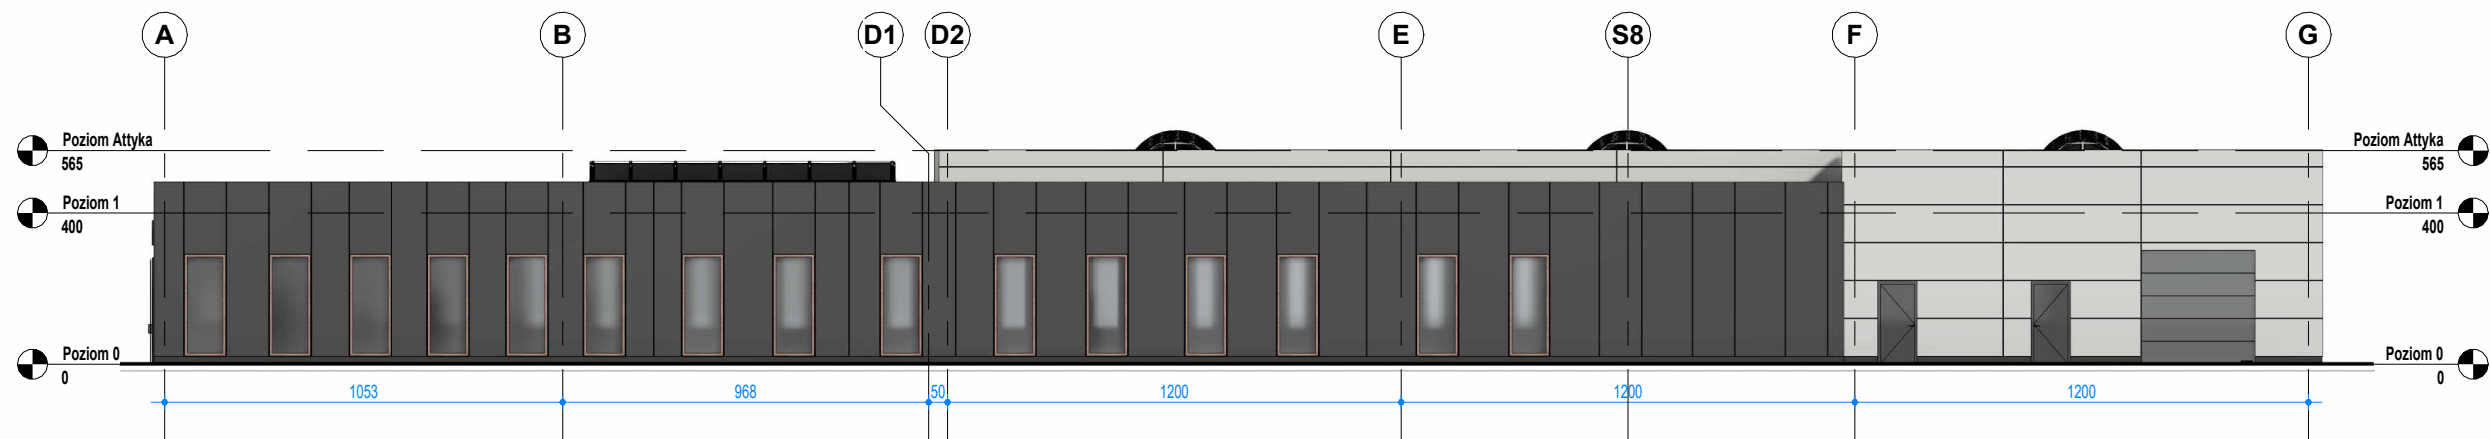 A B D1 D2 E S8 F G
Poziom Attyka Poziom Attyka
565 565
Poziom 1 Poziom 1
400 400
Poziom 0 Poziom 0
0 0
1053 968 50 1200 1200 1200